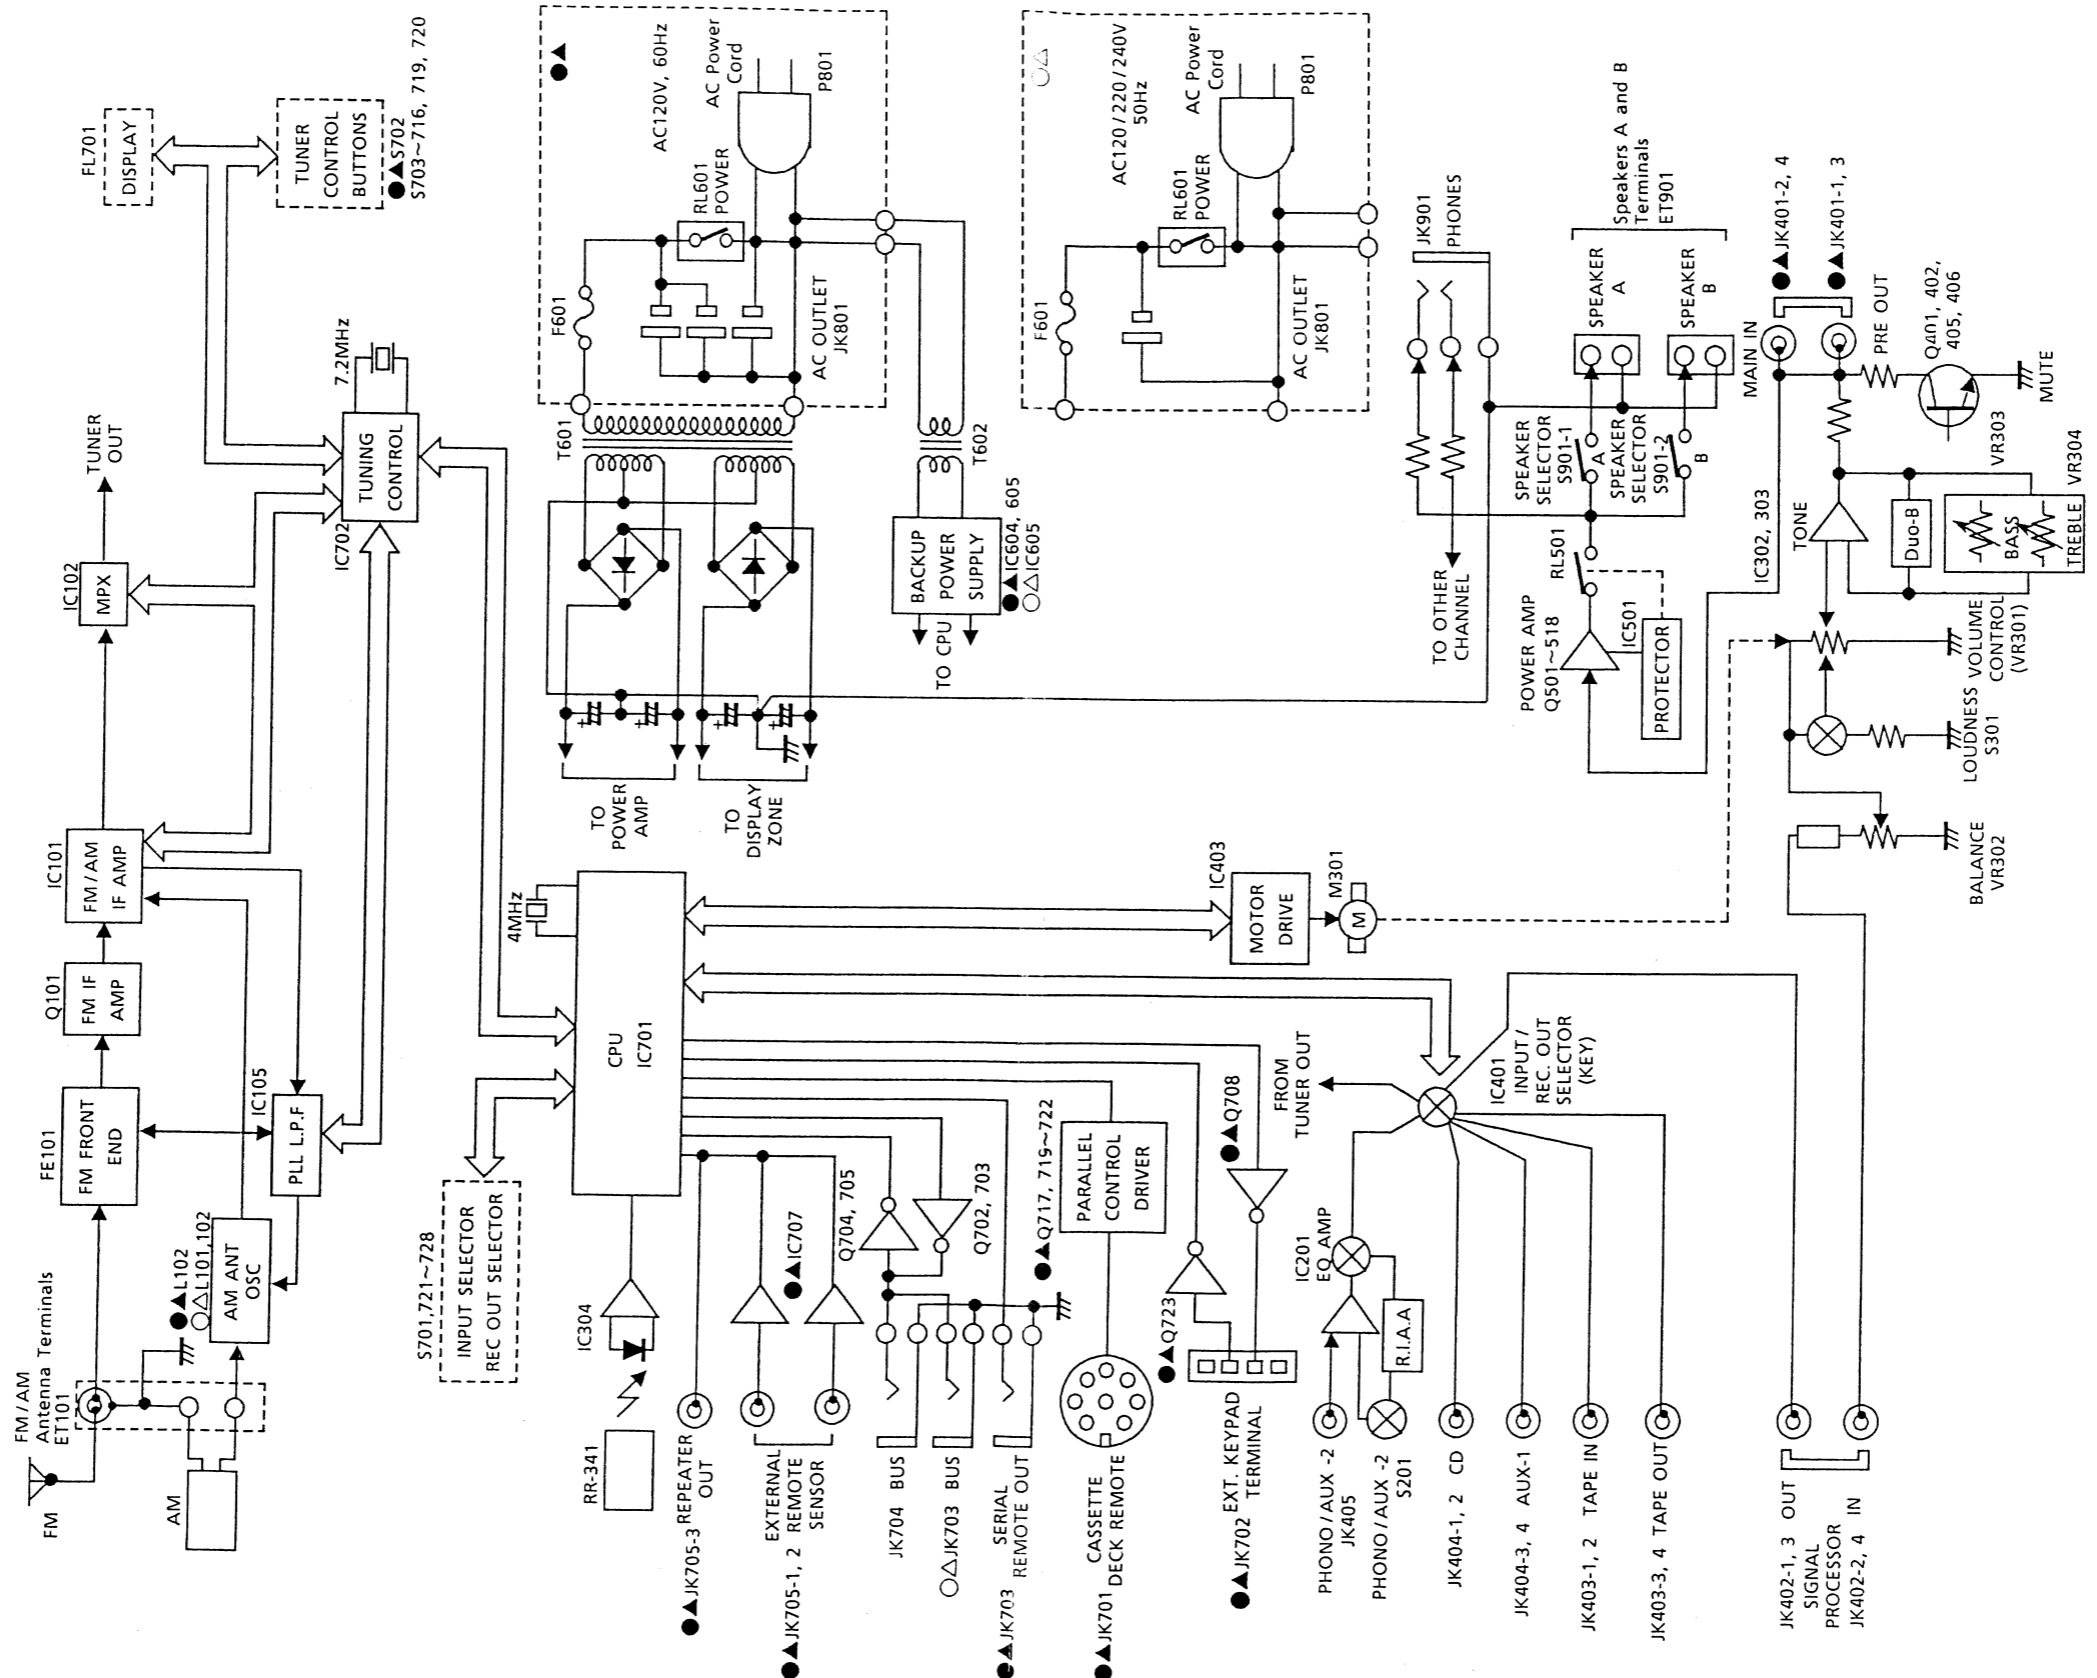 FM/AM
Antenna Terminals
ET101
FM
AM
FE101
FM FRONT
END
Q101
FM IF
AMP
IC101
FM/AM
IF AMP
IC102
MPX
TUNER
OUT
●▲L102
○△L101,102
AM ANT
OSC
IC105
PLL L.P.F
IC702
TUNING
CONTROL
7.2MHz
FL701
DISPLAY
TUNER
CONTROL
BUTTONS
●▲S702
S703~716, 719, 720
S701,721~728
INPUT SELECTOR
REC OUT SELECTOR
CPU
IC701
4MHz
IC304
RR-341
REPEATER
OUT
●▲JK705-3
EXTERNAL
REMOTE
SENSOR
●▲JK705-1, 2
●▲IC707
Q704, 705
Q702, 703
JK704 BUS
○△JK703 BUS
SERIAL
REMOTE OUT
●▲JK703
●▲Q717, 719~722
PARALLEL
CONTROL
DRIVER
CASSETTE
DECK REMOTE
●▲JK701
●▲Q723
●▲Q708
EXT. KEYPAD
TERMINAL
●▲JK702
IC403
MOTOR
DRIVE
M301
M
T601
F601
RL601
POWER
AC OUTLET
JK801
AC120V, 60Hz
AC Power
Cord
P801
●▲
T602
BACKUP
POWER
SUPPLY
TO CPU
●▲IC604, 605
○△IC605
TO
POWER
AMP
TO
DISPLAY
ZONE
+
+
+
+
○△
F601
RL601
POWER
AC OUTLET
JK801
AC120/220/240V
50Hz
AC Power
Cord
P801
JK901
PHONES
TO OTHER
CHANNEL
Speakers A and B
Terminals
ET901
SPEAKER
A
SPEAKER
B
SPEAKER
SELECTOR
S901-1
A
SPEAKER
SELECTOR
S901-2
B
RL501
POWER AMP
Q501~518
IC501
PROTECTOR
MAIN IN
●▲JK401-2, 4
●▲JK401-1, 3
PRE OUT
Q401, 402,
405, 406
MUTE
IC302, 303
TONE
Duo-B
VR303
BASS
TREBLE
VR304
VOLUME
CONTROL
(VR301)
LOUDNESS
S301
BALANCE
VR302
FROM
TUNER OUT
IC401
INPUT/
REC. OUT
SELECTOR
(KEY)
IC201
EQ AMP
R.I.A.A
PHONO/AUX -2
JK405
PHONO/AUX -2
S201
JK404-1, 2 CD
JK404-3, 4 AUX-1
JK403-1, 2 TAPE IN
JK403-3, 4 TAPE OUT
JK402-1, 3 OUT
SIGNAL
PROCESSOR
JK402-2, 4 IN